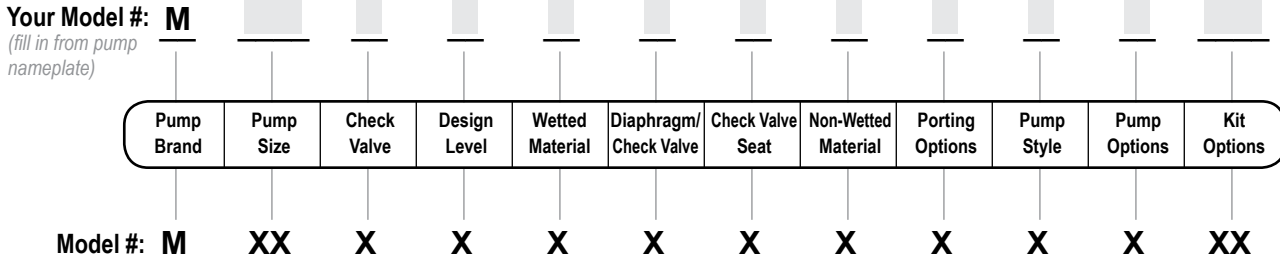 Your Model #: M
(fill in from pump
nameplate)
Pump Brand
Pump Size
Check Valve
Design Level
Wetted Material
Diaphragm/ Check Valve
Check Valve Seat
Non-Wetted Material
Porting Options
Pump Style
Pump Options
Kit Options
Model #: M XX X X X X X X X X X XX